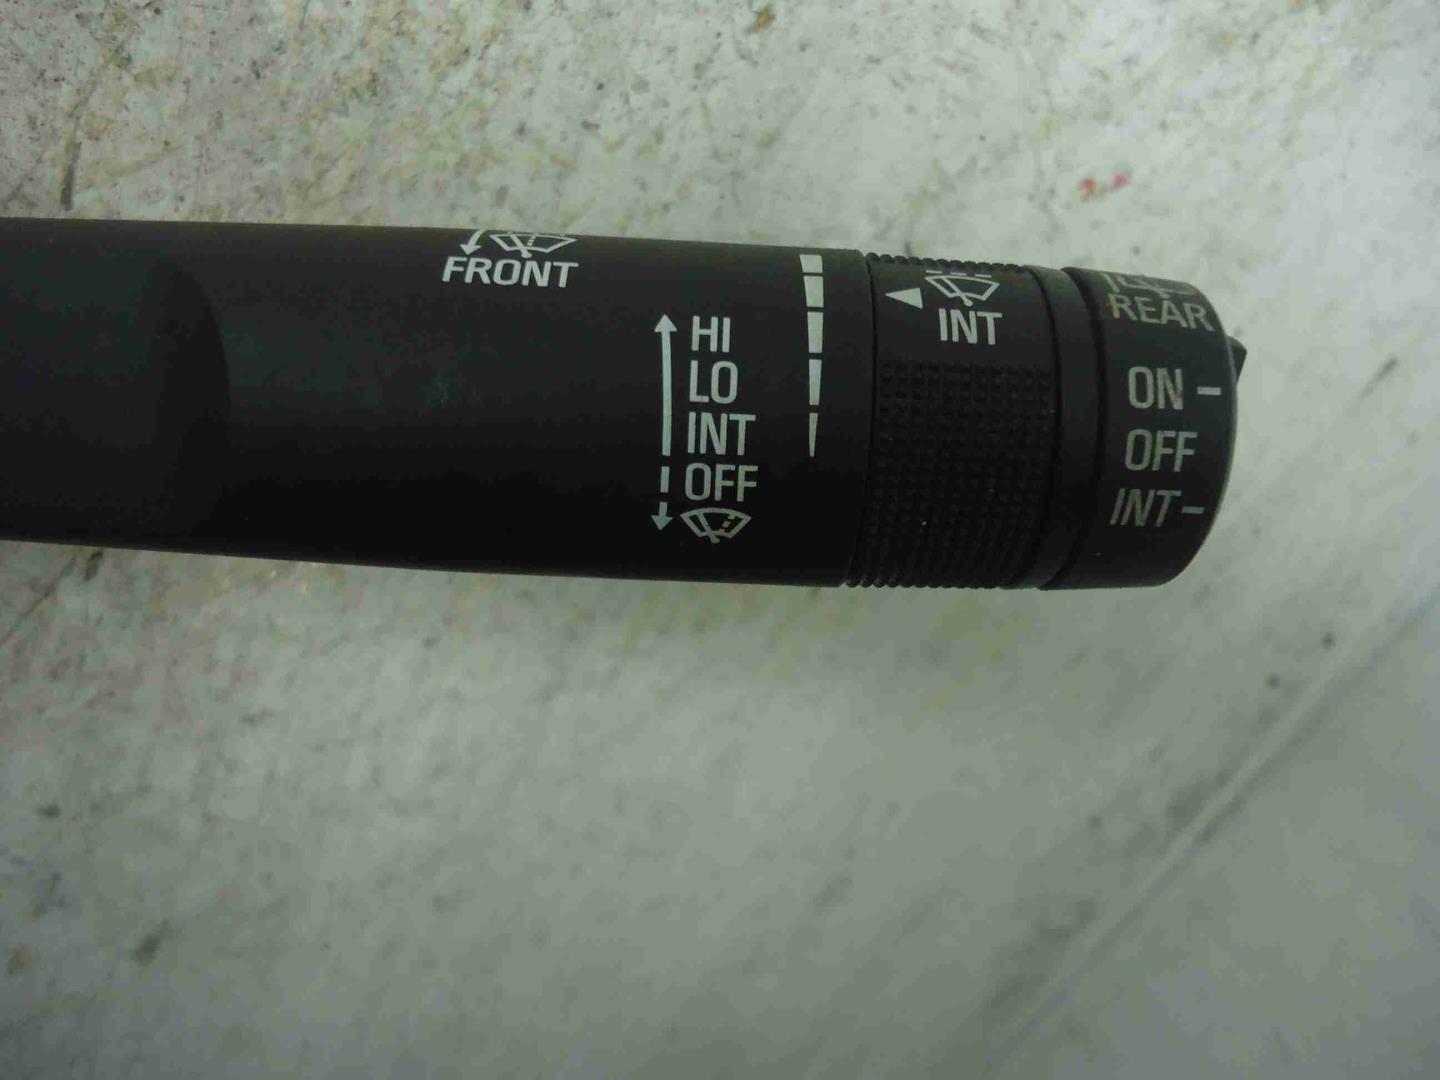 FRONT
HI
LO
INT
OFF
INT
REAR
ON
OFF
INT